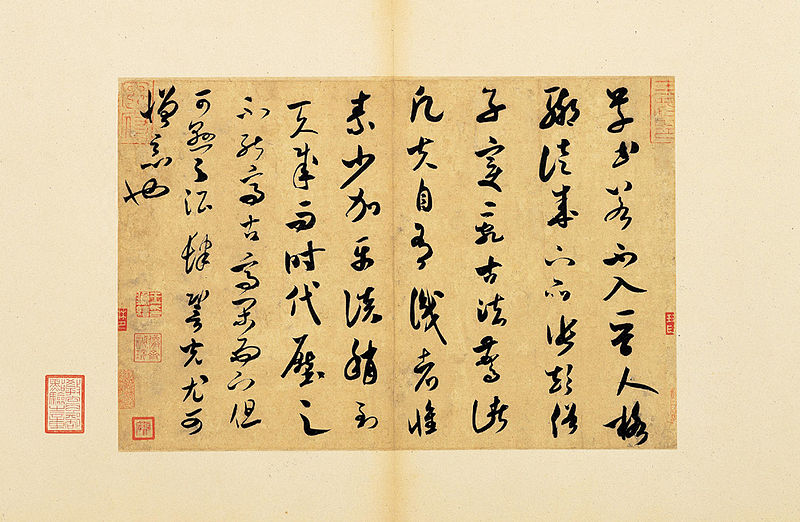 草書若不入晉人格
輒徒成下品張顛俗
子變亂古法驚諸
凡夫自有識者懷
素少加平淡稍到
天成而時代壓之
不能高古高閑而下但
可懸之酒肆䛒光尤可
憎惡也